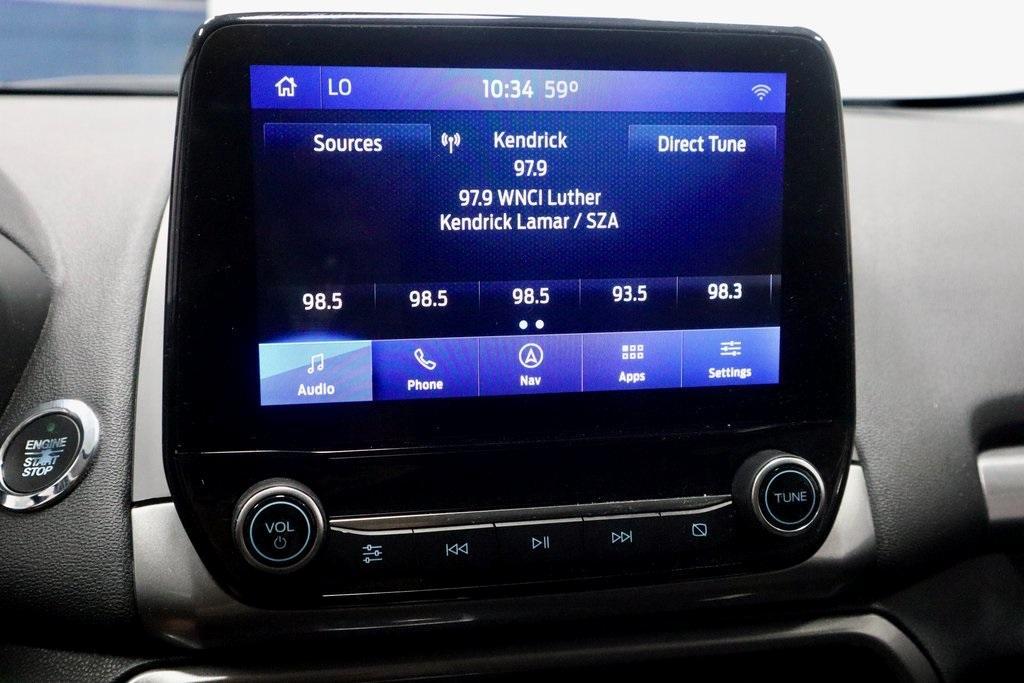 LO 10:34 59°
Sources Kendrick Direct Tune
97.9
97.9 WNCI Luther
Kendrick Lamar / SZA
98.5 98.5 98.5 93.5 98.3
Audio Phone Nav Apps Settings
ENGINE
START
STOP
VOL
TUNE